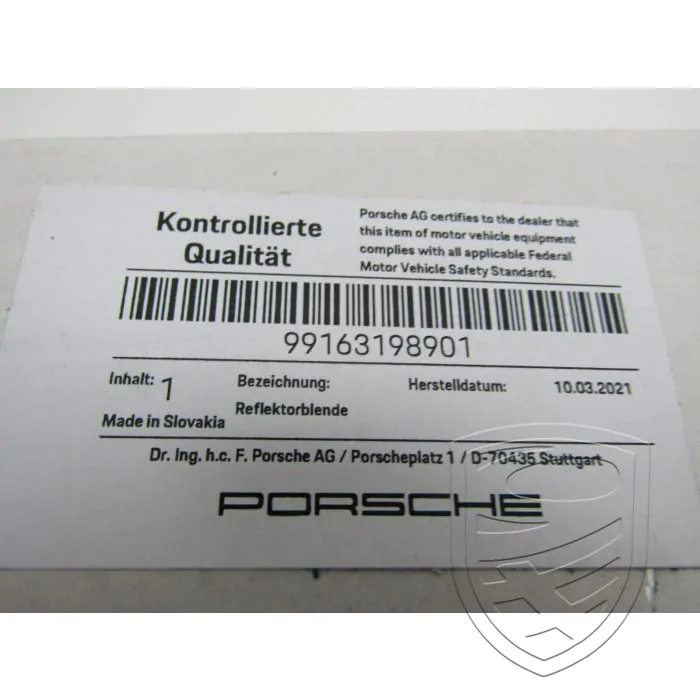 Kontrollierte
Qualität
Porsche AG certifies to the dealer that
this item of motor vehicle equipment
complies with all applicable Federal
Motor Vehicle Safety Standards.
99163198901
Inhalt: 1
Bezeichnung:
Herstelldatum: 10.03.2021
Reflektorblende
Made in Slovakia
Dr. Ing. h.c. F. Porsche AG / Porscheplatz 1 / D-70435 Stuttgart
PORSCHE